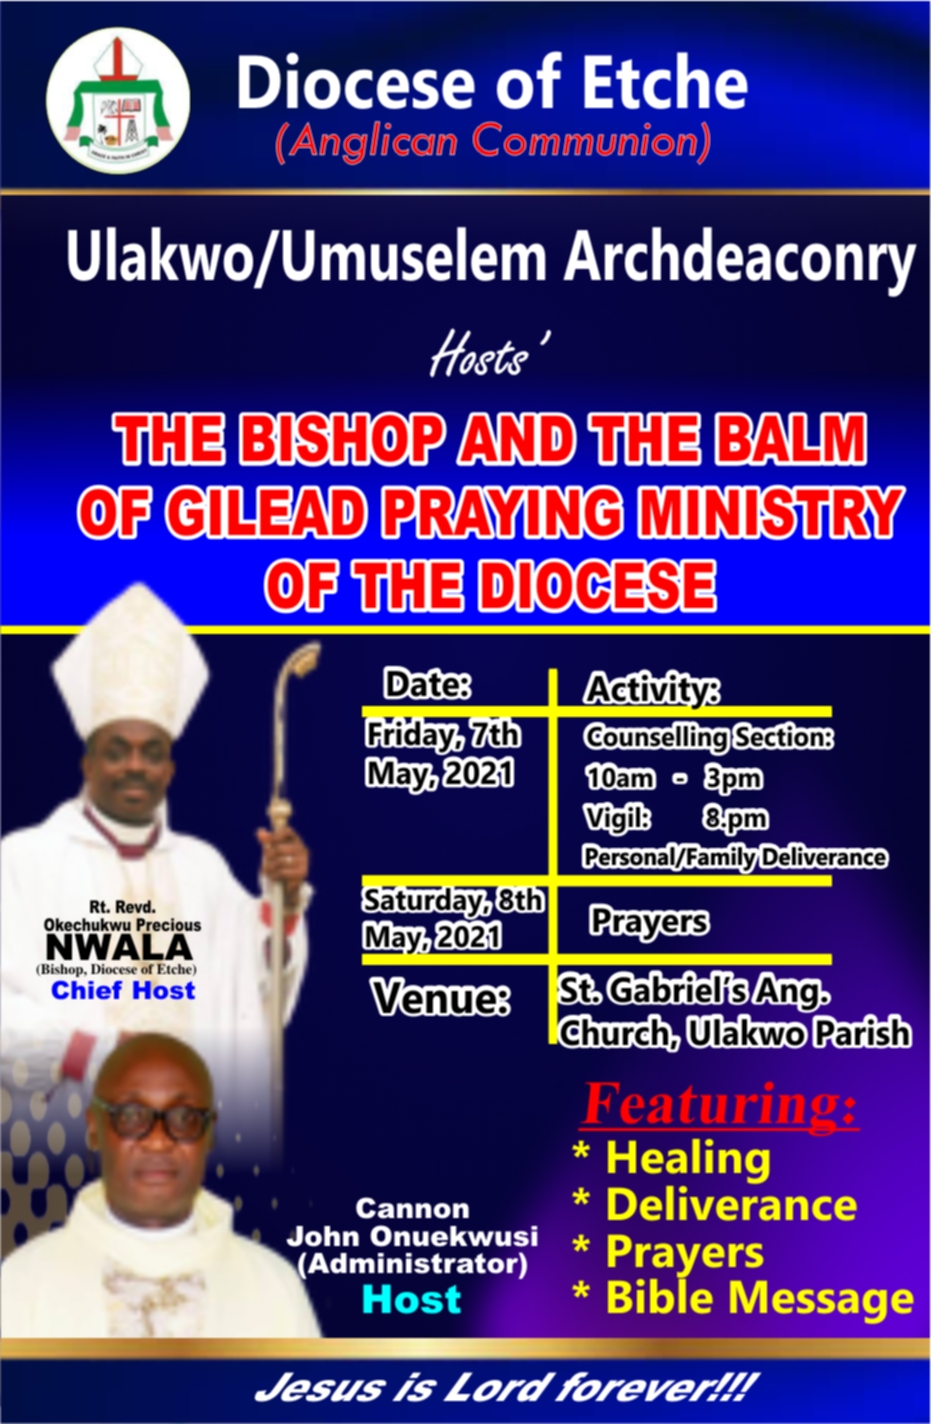 Diocese of Etche
(Anglican Communion)
Ulakwo/Umuselem Archdeaconry
Hosts'
THE BISHOP AND THE BALM
OF GILEAD PRAYING MINISTRY
OF THE DIOCESE
Date:
Activity:
Friday, 7th
May, 2021
Counselling Section:
10am - 3pm
Vigil: 8.pm
Personal/Family Deliverance
Saturday, 8th
May, 2021
Prayers
Venue:
St. Gabriel's Ang.
Church, Ulakwo Parish
Rt. Revd.
Okechukwu Precious
NWALA
(Bishop, Diocese of Etche)
Chief Host
Cannon
John Onuekwusi
(Administrator)
Host
Featuring:
* Healing
* Deliverance
* Prayers
* Bible Message
Jesus is Lord forever!!!